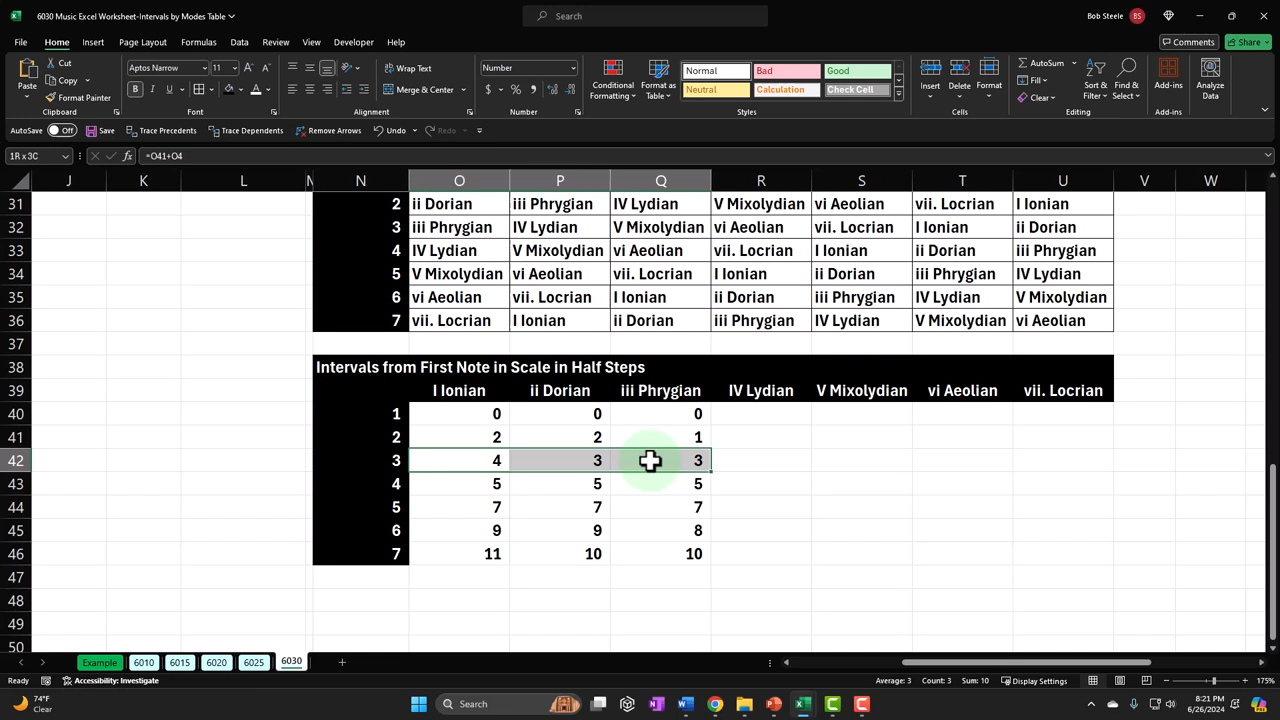 6030 Music Excel Worksheet-Intervals by Modes Table
Search
Bob Steele BS
File Home Insert Page Layout Formulas Data Review View Developer Help
Comments Share
Paste Cut Copy Format Painter
Clipboard
Aptos Narrow 11
Font
Wrap Text
Merge & Center
Alignment
Number
Number
Conditional Formatting Format as Table
Normal Bad Good
Neutral Calculation Check Cell
Styles
Insert Delete Format
Cells
AutoSum Fill Clear
Sort & Filter Find & Select
Editing
Add-ins
Add-ins
Analyze Data
AutoSave Off Save Trace Precedents Trace Dependents Remove Arrows Undo Redo
1R x 3C fx =O41+O4
J K L M N O P Q R S T U V W
31 2 ii Dorian iii Phrygian IV Lydian V Mixolydian vi Aeolian vii. Locrian I Ionian
32 3 iii Phrygian IV Lydian V Mixolydian vi Aeolian vii. Locrian I Ionian ii Dorian
33 4 IV Lydian V Mixolydian vi Aeolian vii. Locrian I Ionian ii Dorian iii Phrygian
34 5 V Mixolydian vi Aeolian vii. Locrian I Ionian ii Dorian iii Phrygian IV Lydian
35 6 vi Aeolian vii. Locrian I Ionian ii Dorian iii Phrygian IV Lydian V Mixolydian
36 7 vii. Locrian I Ionian ii Dorian iii Phrygian IV Lydian V Mixolydian vi Aeolian
37
38 Intervals from First Note in Scale in Half Steps
39 I Ionian ii Dorian iii Phrygian IV Lydian V Mixolydian vi Aeolian vii. Locrian
40 1 0 0 0
41 2 2 2 1
42 3 4 3 3
43 4 5 5 5
44 5 7 7 7
45 6 9 9 8
46 7 11 10 10
47
48
49
50
Example 6010 6015 6020 6025 6030
Ready Accessibility: Investigate Average: 3 Count: 3 Sum: 10 Display Settings 175%
74°F
Clear
Search
8:21 PM
6/26/2024